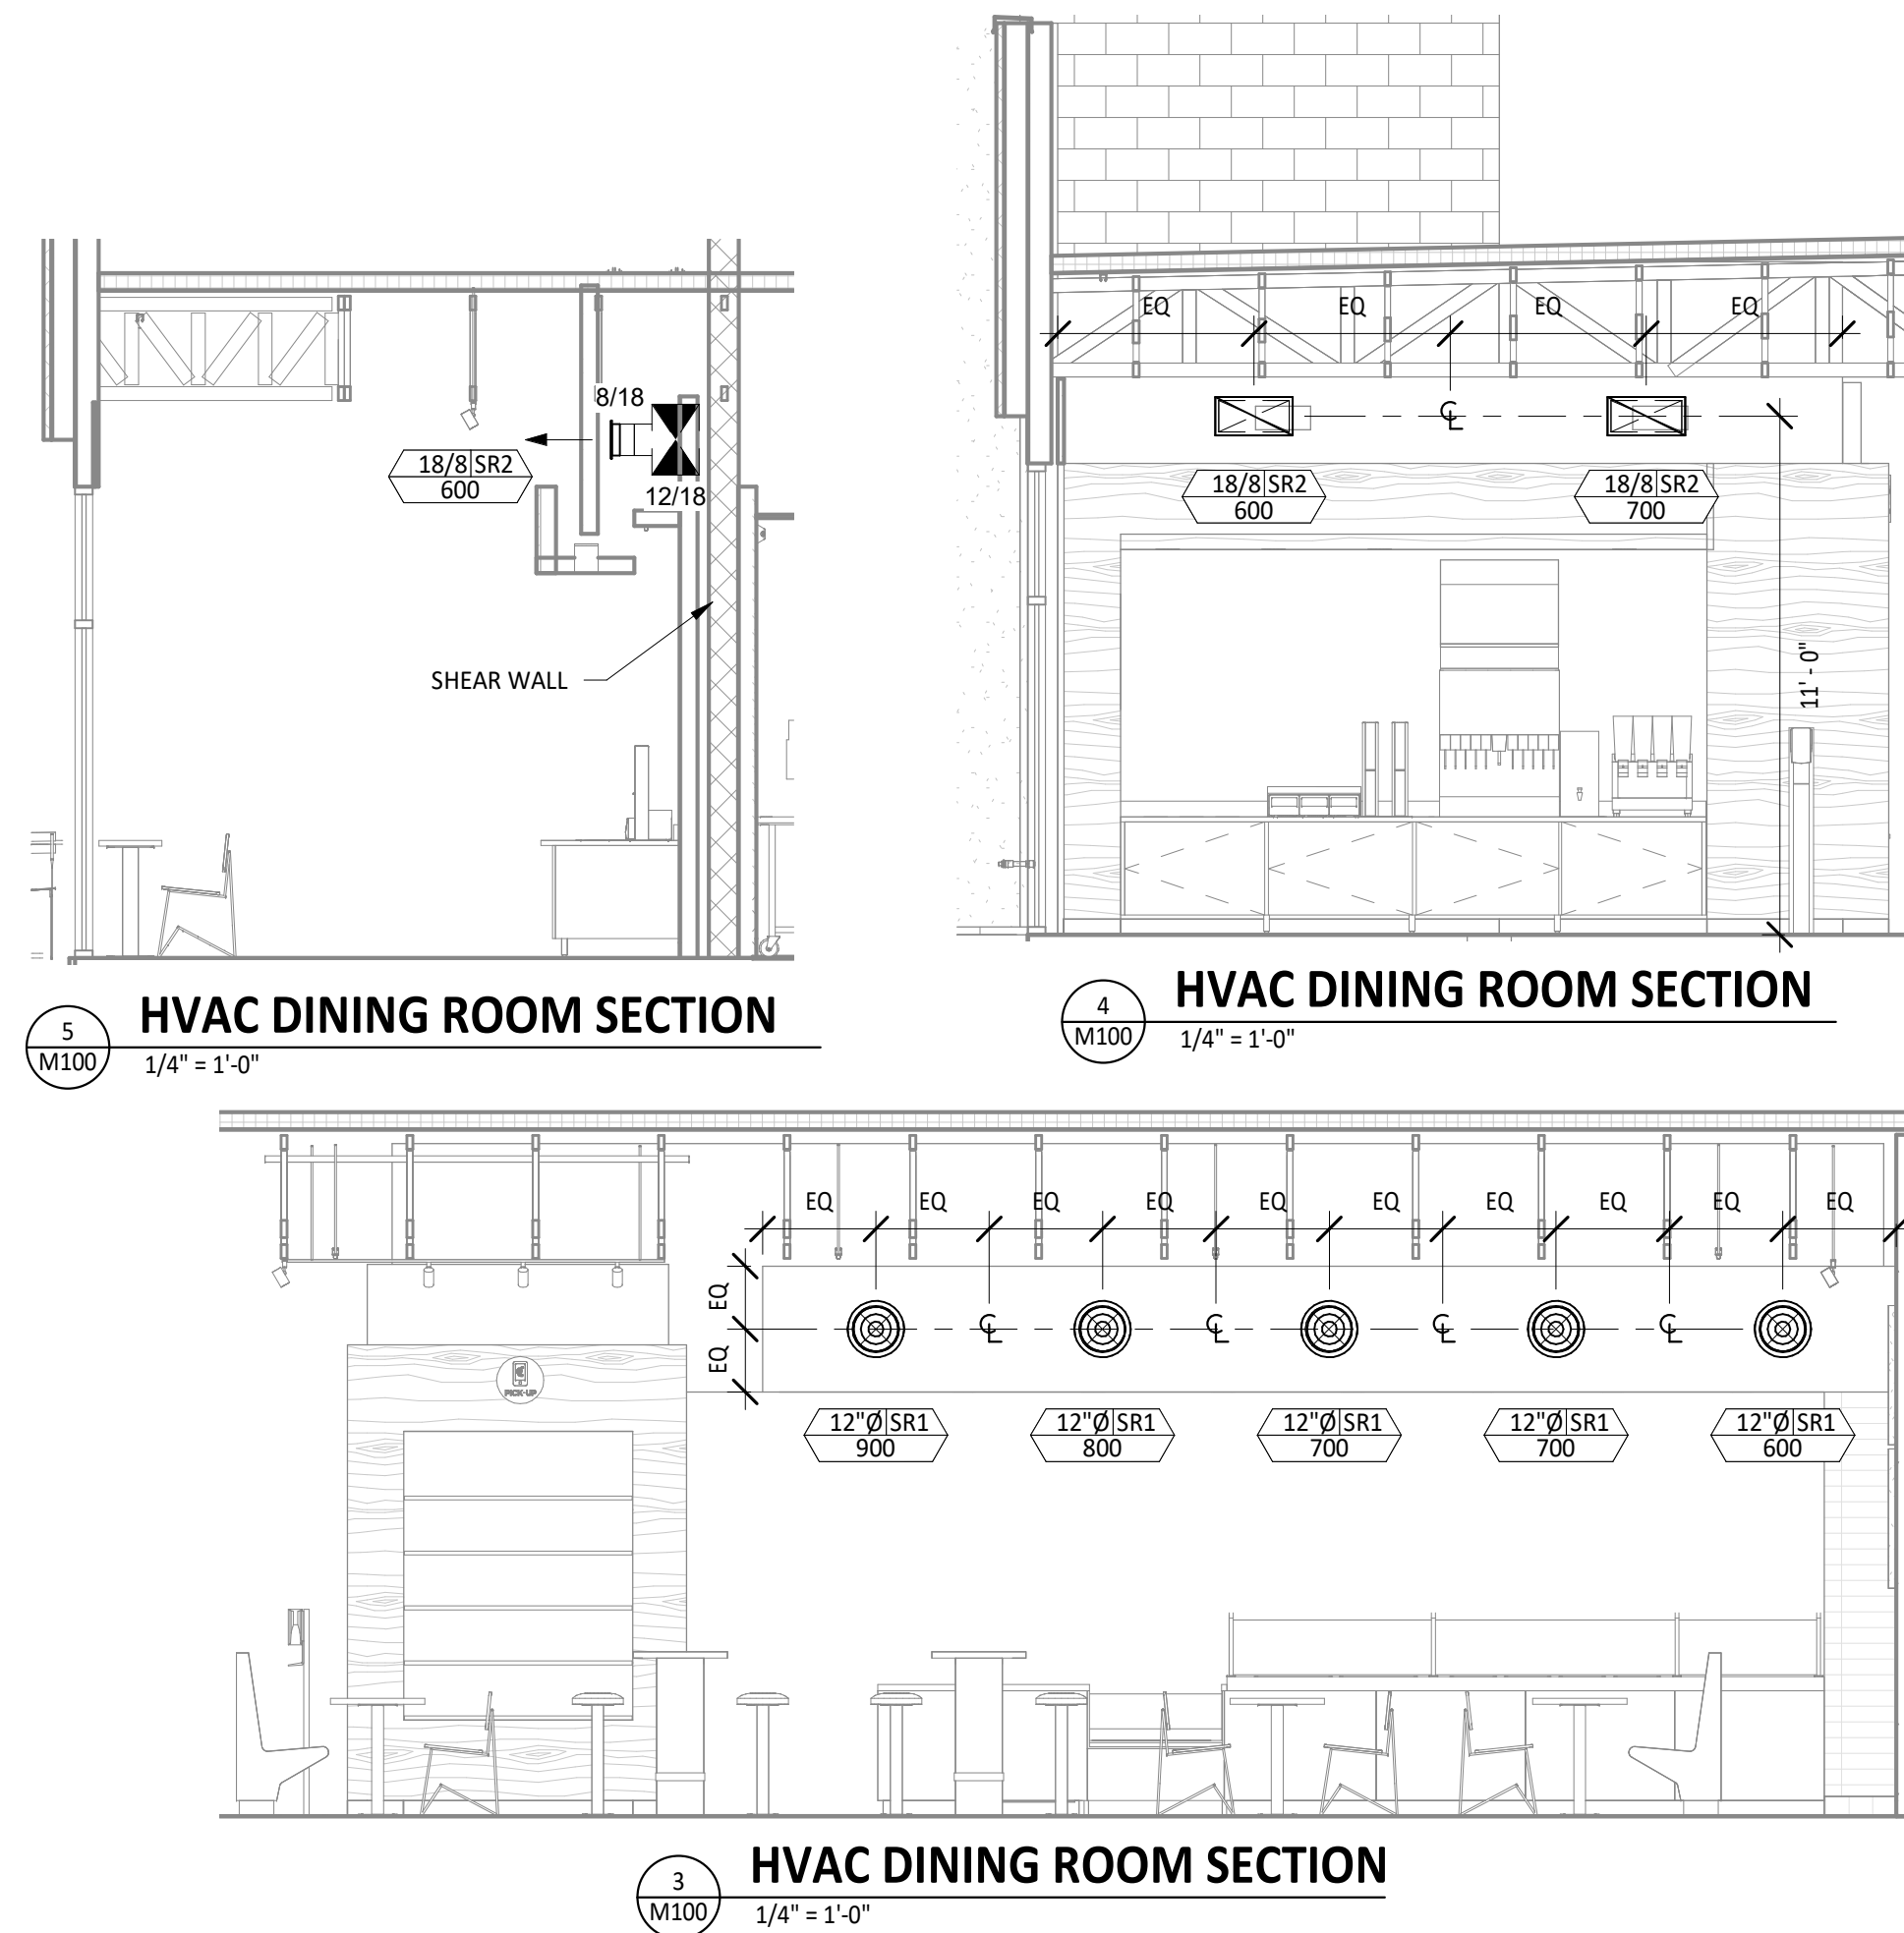 8/18
18/8 SR2
600
12/18
SHEAR WALL
5
M100
HVAC DINING ROOM SECTION
1/4" = 1'-0"
EQ
EQ
EQ
EQ
℄
18/8 SR2
600
18/8 SR2
700
11' - 0"
4
M100
HVAC DINING ROOM SECTION
1/4" = 1'-0"
EQ
EQ
EQ
EQ
EQ
EQ
EQ
EQ
EQ
EQ
EQ
EQ
℄
℄
℄
℄
PICK-UP
12"Ø SR1
900
12"Ø SR1
800
12"Ø SR1
700
12"Ø SR1
700
12"Ø SR1
600
3
M100
HVAC DINING ROOM SECTION
1/4" = 1'-0"